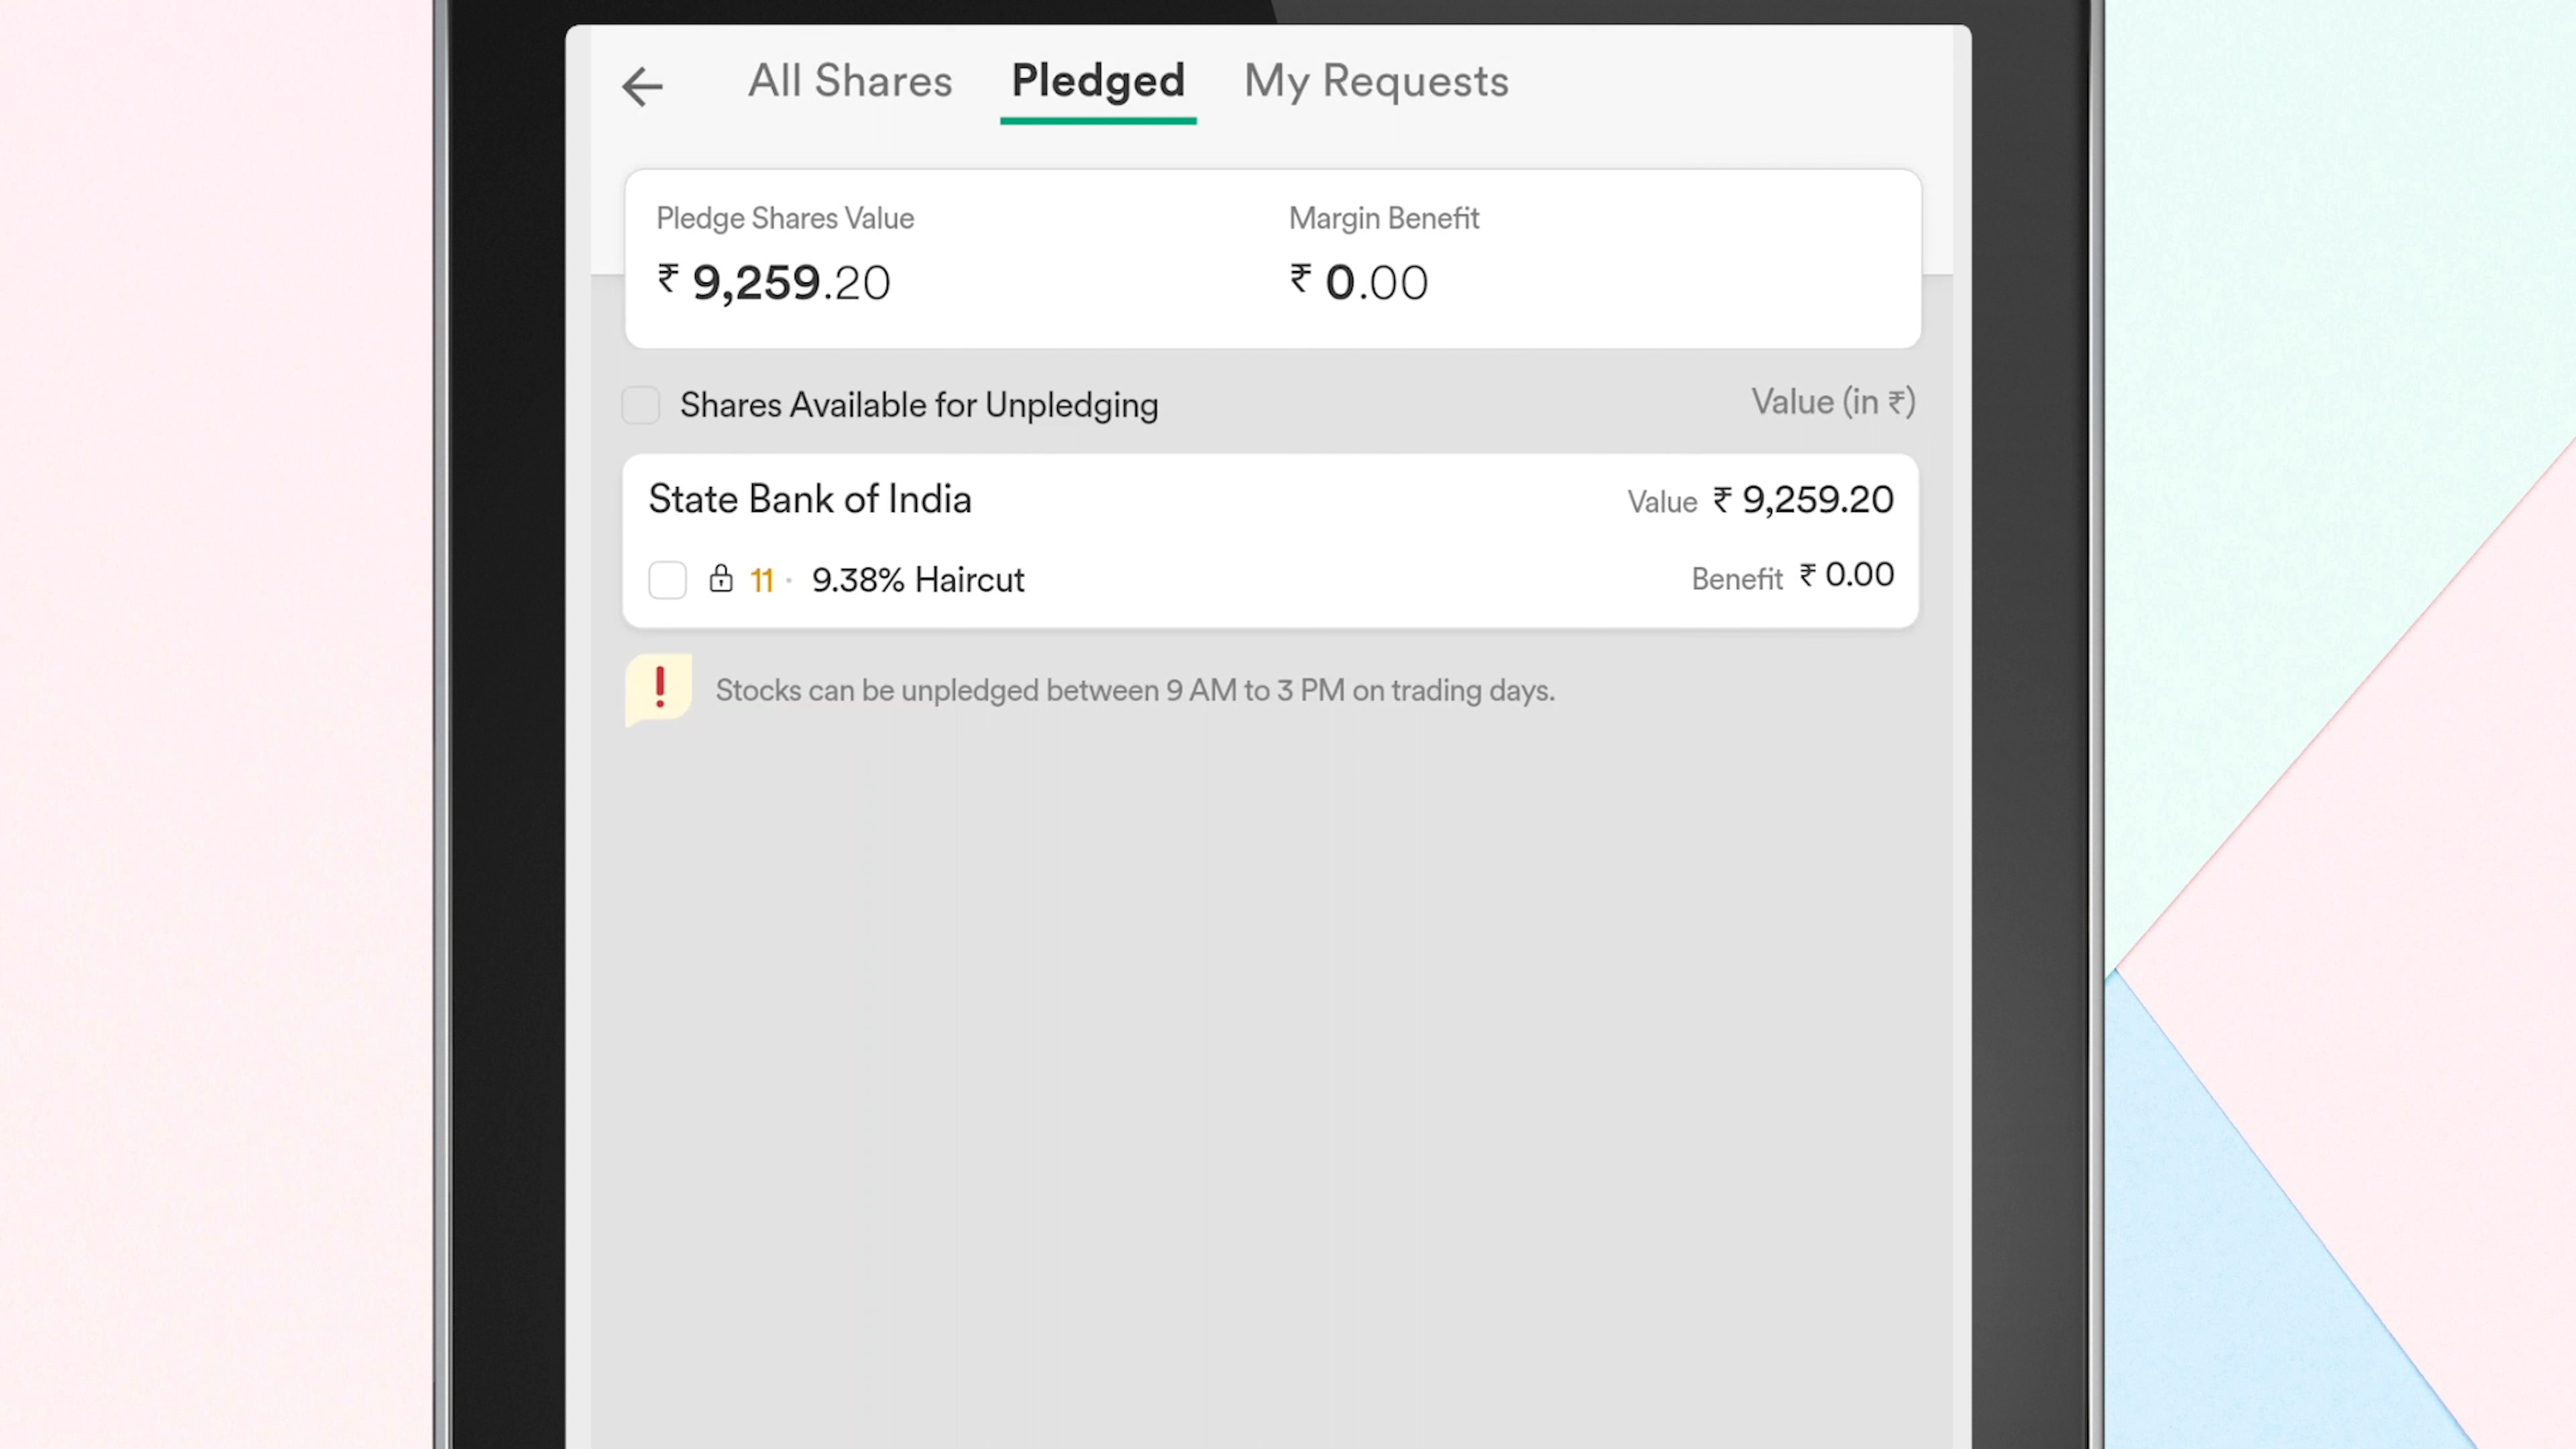 All Shares Pledged My Requests
Pledge Shares Value Margin Benefit
₹ 9,259.20 ₹ 0.00
Shares Available for Unpledging Value (in ₹)
State Bank of India Value ₹ 9,259.20
11 · 9.38% Haircut Benefit ₹ 0.00
! Stocks can be unpledged between 9 AM to 3 PM on trading days.